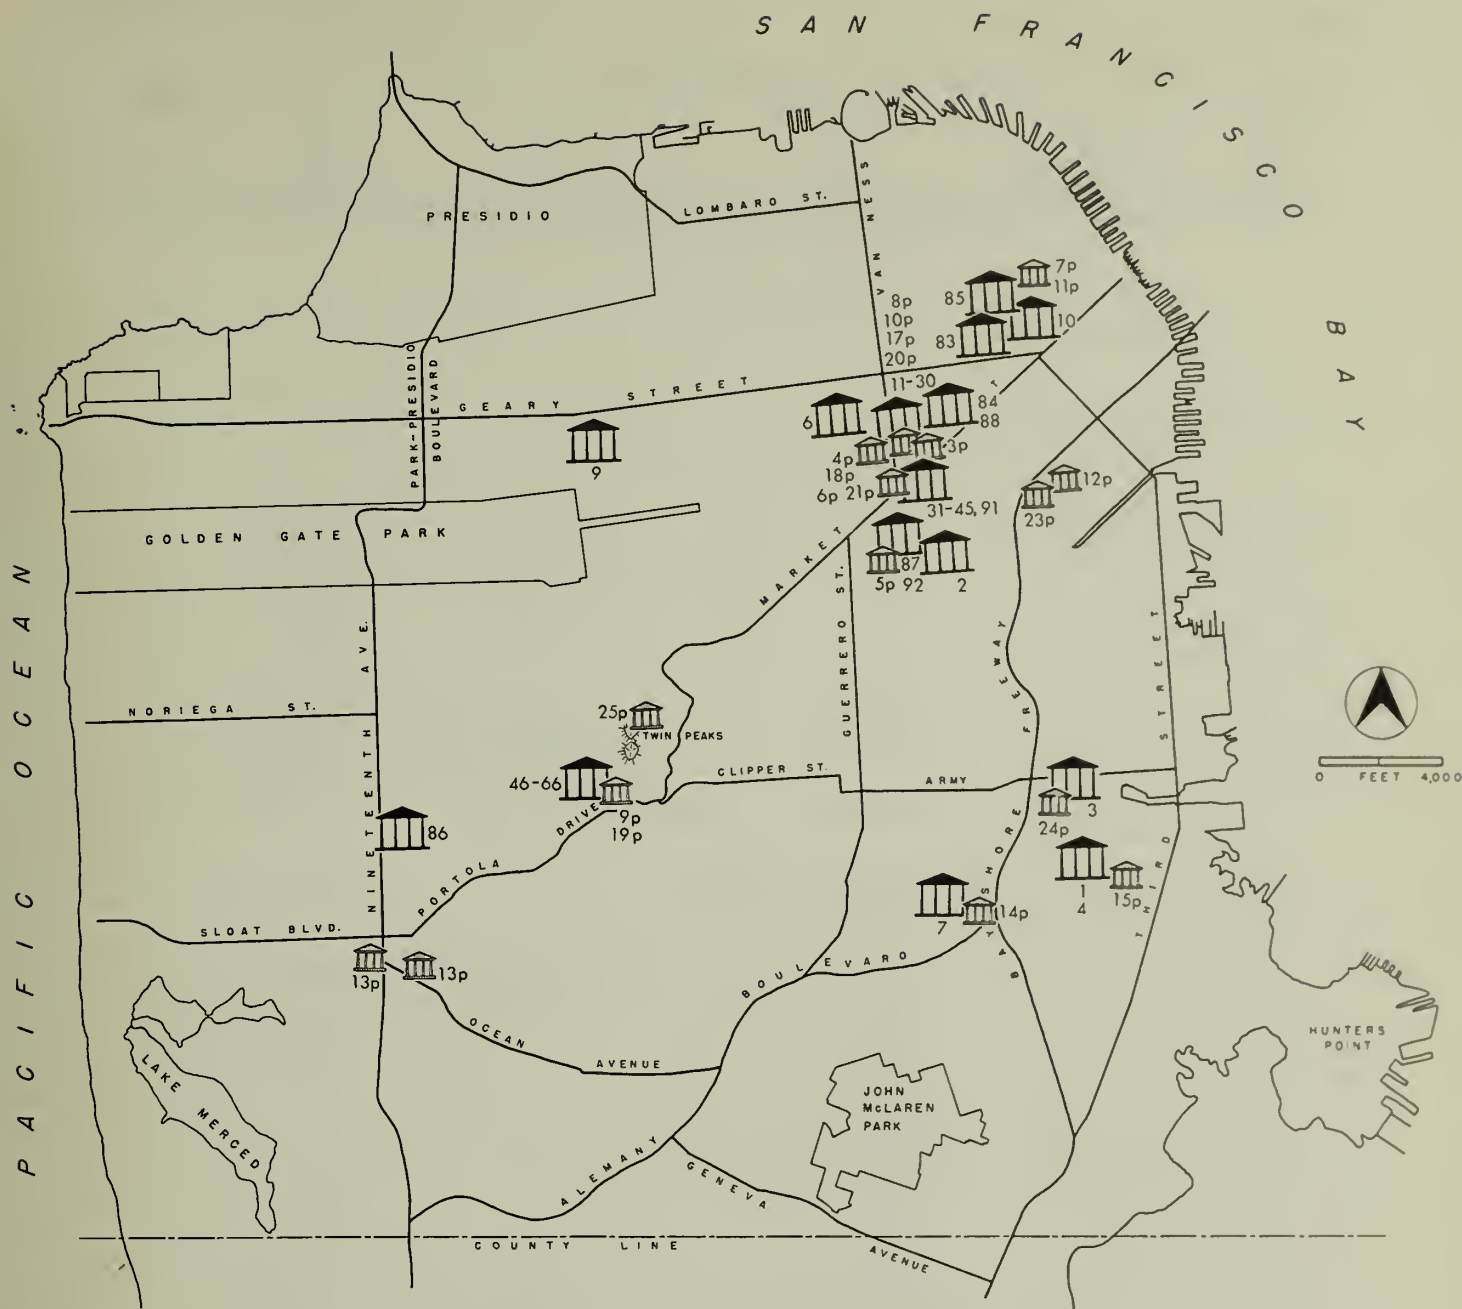 SAN FRANCISCO BAY
PACIFIC OCEAN
PRESIDIO
LOMBARD ST.
VAN NESS
7p
11p
85
10
83
8p
10p
17p
20p
11-30
PARK-PRESIDIO
BOULEVARD
GEARY STREET
84
88
6
3p
4p
18p
6p 21p
9
12p
23p
31-45, 91
GOLDEN GATE PARK
MARKET
87
5p 92
2
GUERRERO ST.
FREEWAY
THIRD STREET
NINETEENTH AVE.
NORIEGA ST.
25p
TWIN PEAKS
46-66
9p
19p
CLIPPER ST.
ARMY
0 FEET 4,000
3
24p
86
PORTOLA DRIVE
1
4
15p
BAYSHORE
7
14p
SLOAT BLVD.
13p
13p
ALEMANY BOULEVARD
OCEAN AVENUE
LAKE MERCED
JOHN
McLAREN
PARK
HUNTERS
POINT
GENEVA AVENUE
COUNTY LINE